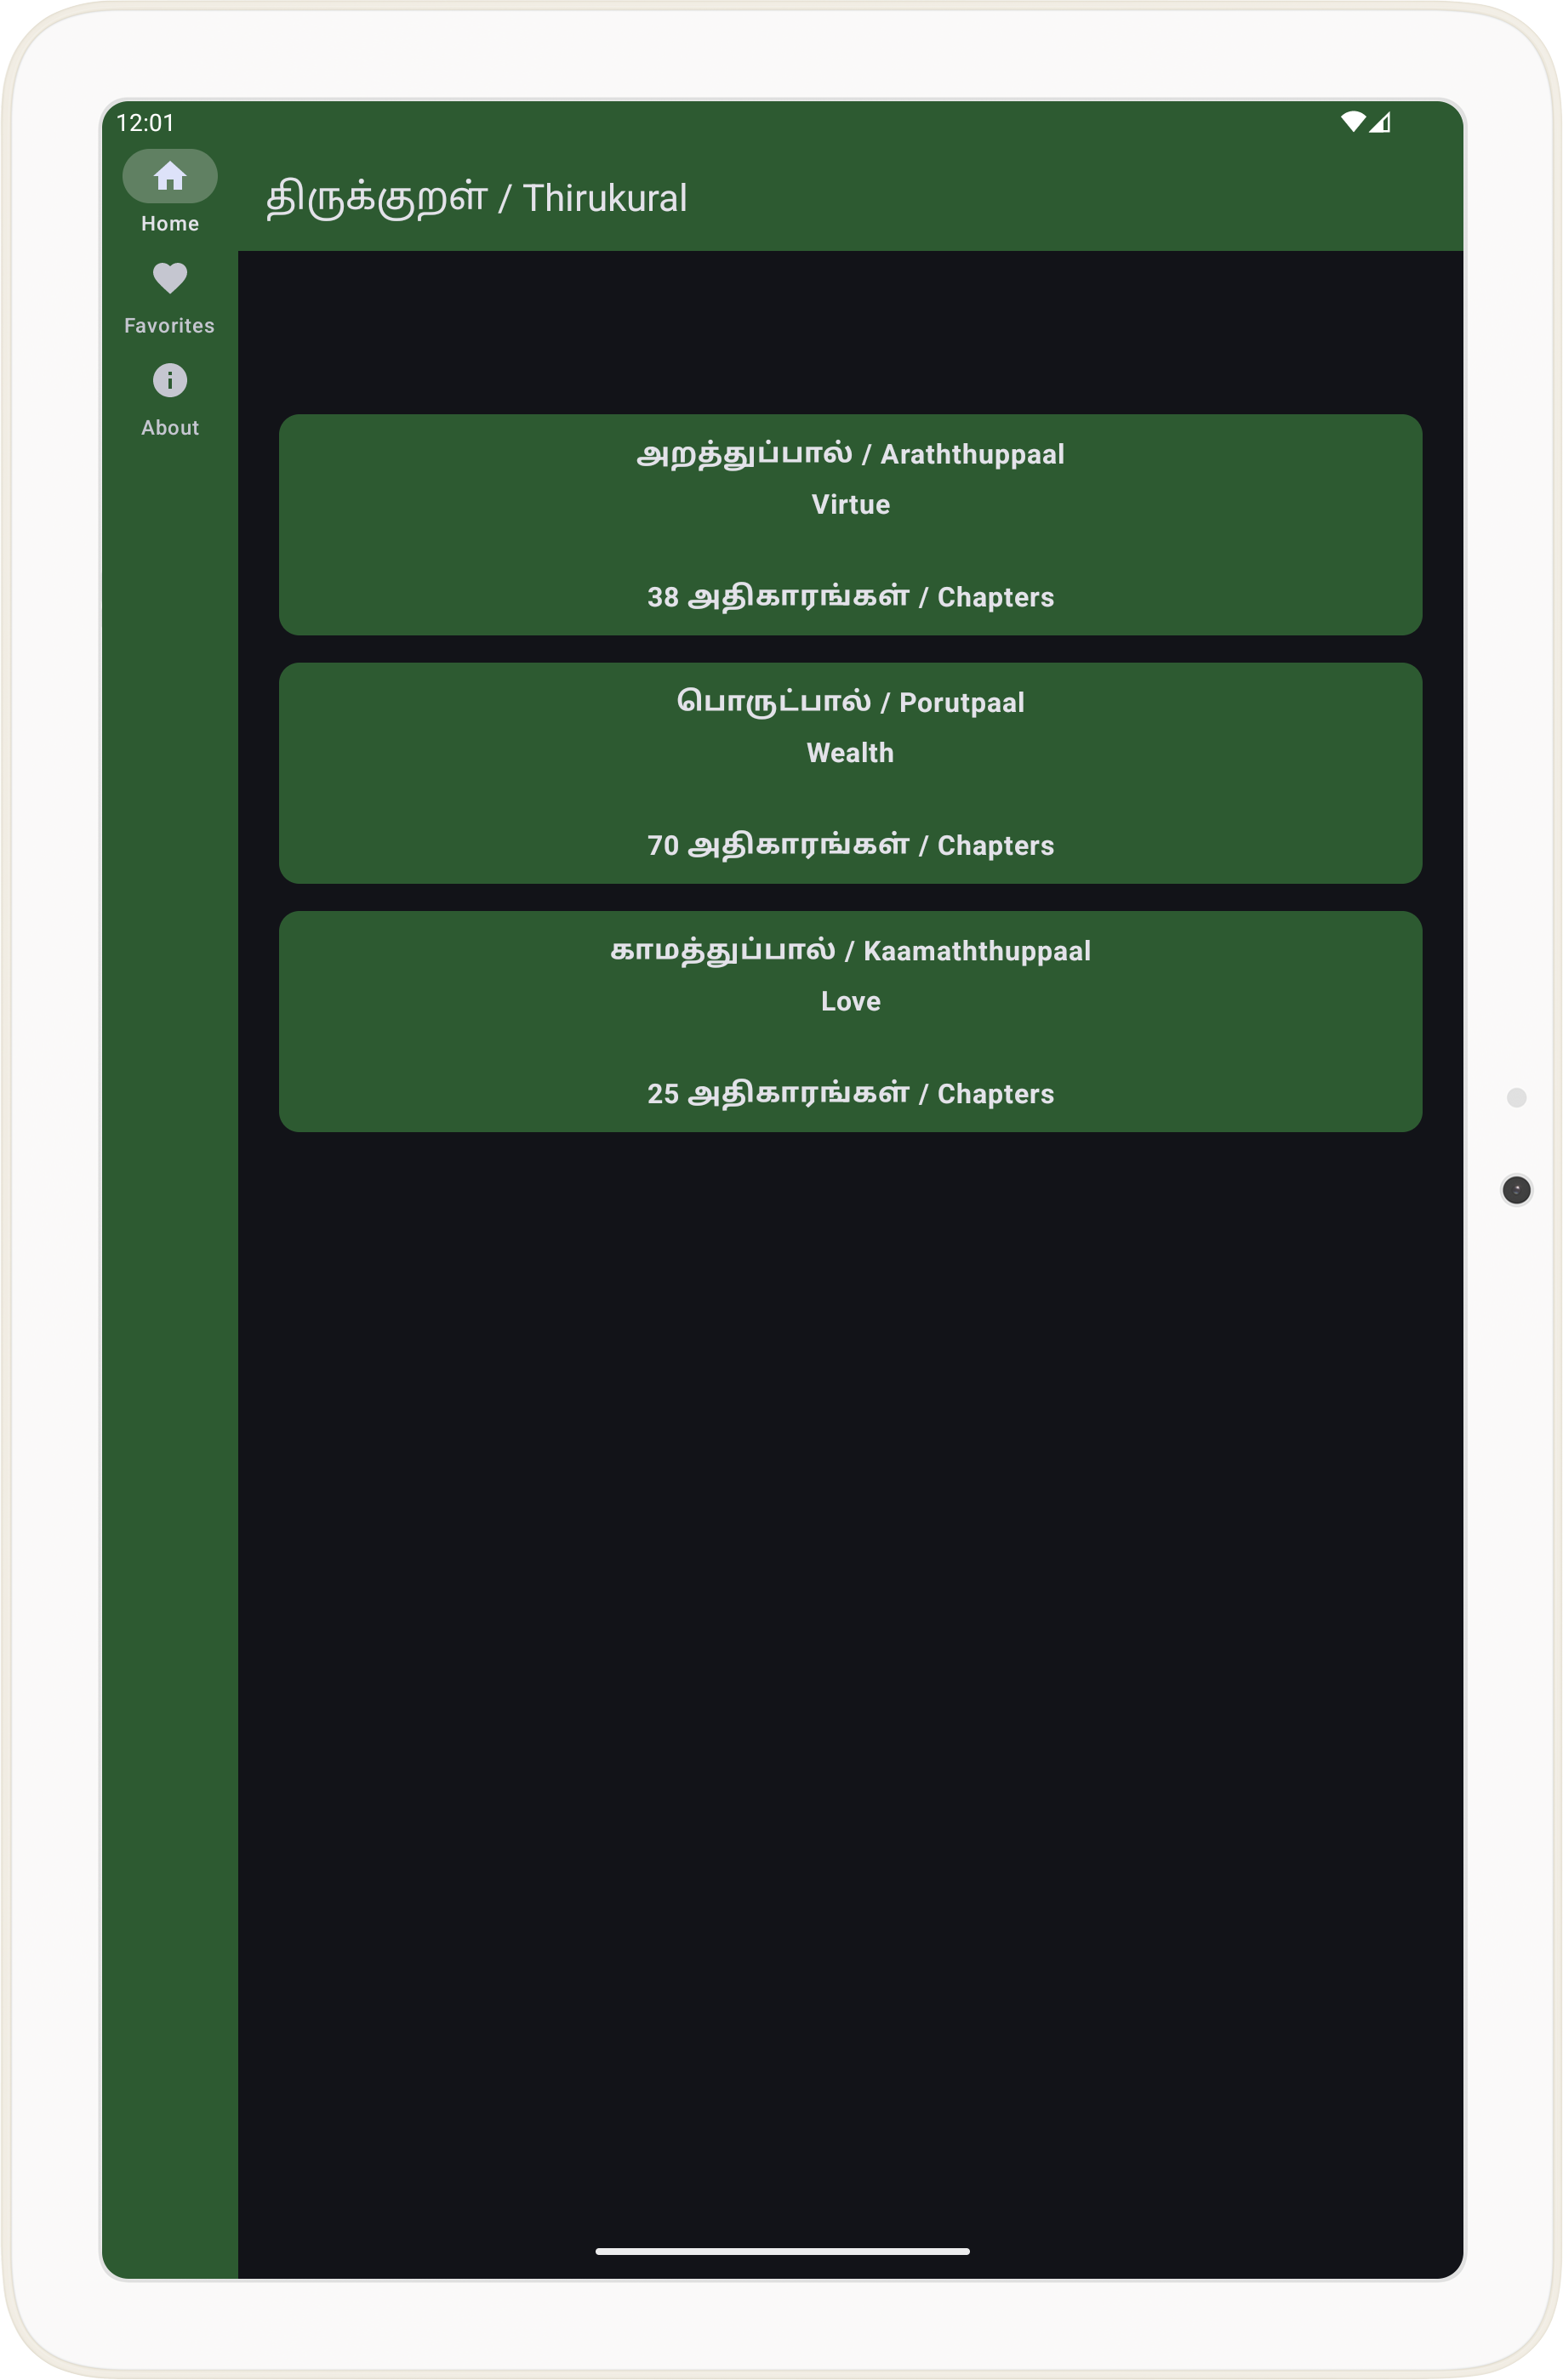 12:01
Home
Favorites
About
திருக்குறள் / Thirukural
அறத்துப்பால் / Araththuppaal
Virtue
38 அதிகாரங்கள் / Chapters
பொருட்பால் / Porutpaal
Wealth
70 அதிகாரங்கள் / Chapters
காமத்துப்பால் / Kaamaththuppaal
Love
25 அதிகாரங்கள் / Chapters